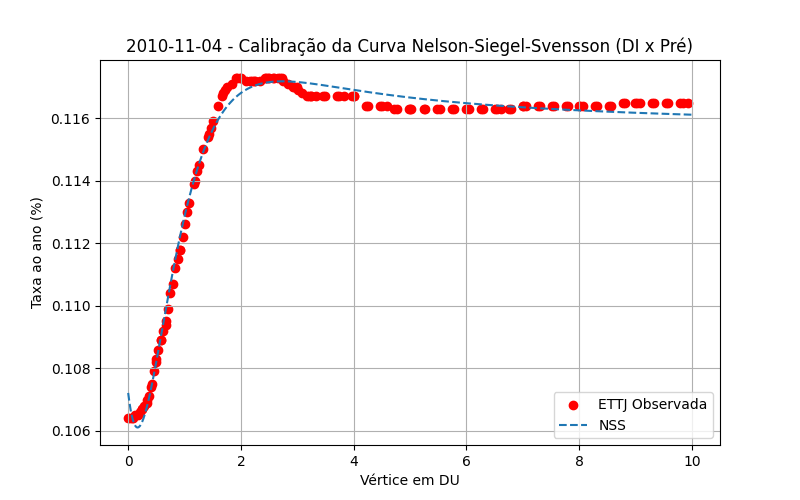 2010-11-04 - Calibração da Curva Nelson-Siegel-Svensson (DI x Pré)
Taxa ao ano (%)
0.116
0.114
0.112
0.110
0.108
0.106
0 2 4 6 8 10
Vértice em DU
ETTJ Observada
NSS